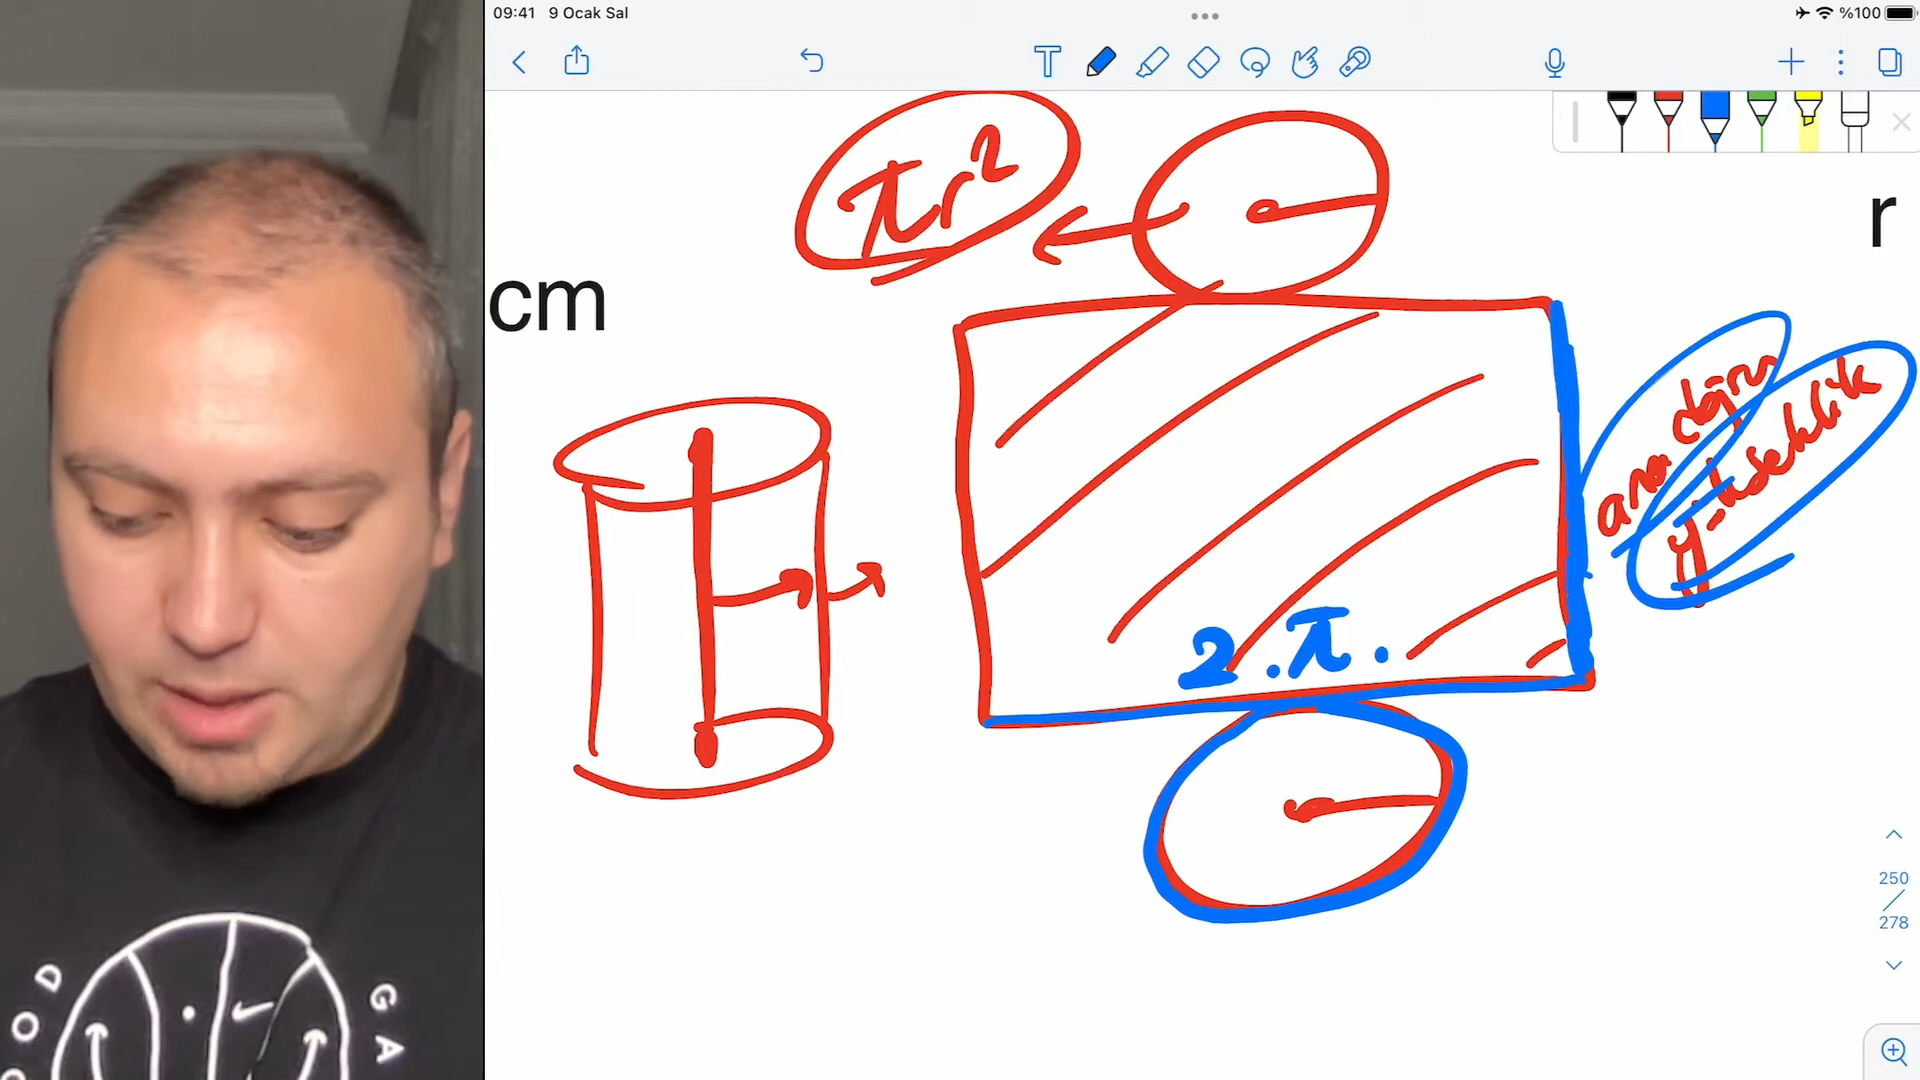 09:41 9 Ocak Sal
%100
πr²
r
cm
ana doğru
yükseklik
2.π.
250
/
278
D O
G A